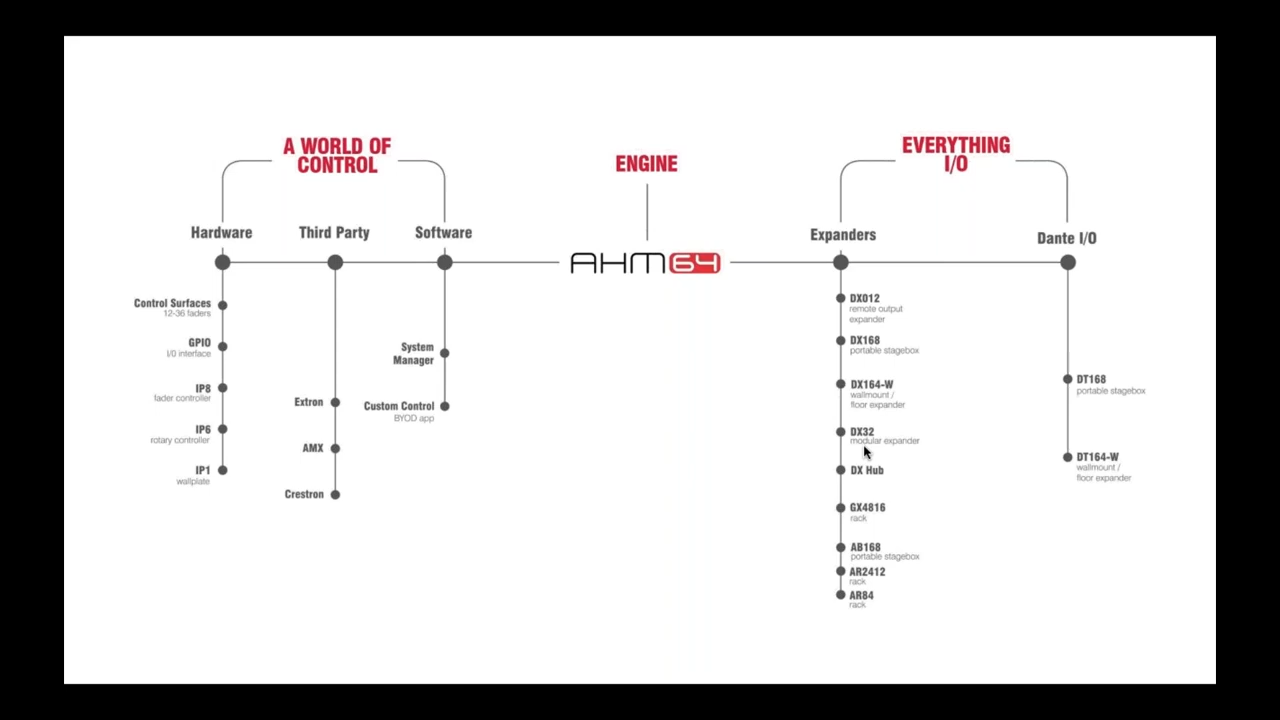 A WORLD OF
CONTROL
ENGINE
EVERYTHING
I/O
Hardware
Third Party
Software
AHM64
Expanders
Dante I/O
Control Surfaces
12-36 faders
GPIO
I/O interface
IP8
fader controller
IP6
rotary controller
IP1
wallplate
Extron
AMX
Crestron
System
Manager
Custom Control
BYOD app
DX012
remote output
expander
DX168
portable stagebox
DX164-W
wallmount /
floor expander
DX32
modular expander
DX Hub
GX4816
rack
AB168
portable stagebox
AR2412
rack
AR84
rack
DT168
portable stagebox
DT164-W
wallmount /
floor expander